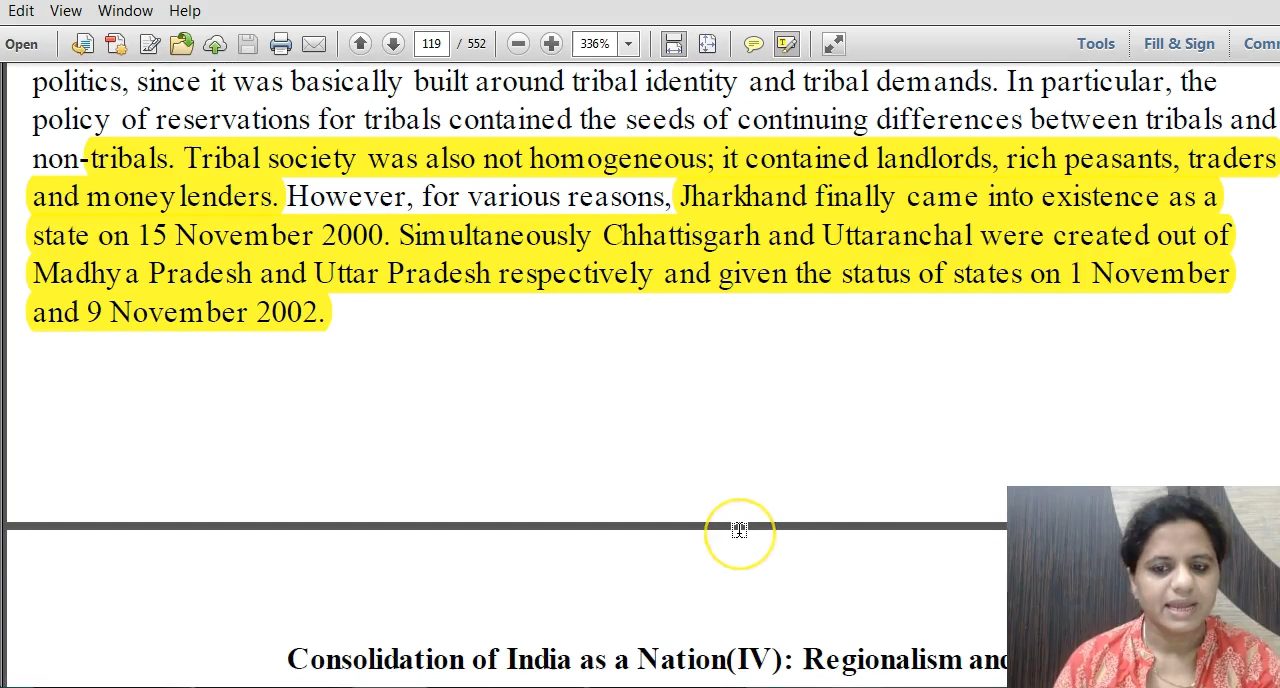 Edit View Window Help
Open 119 / 552 336% Tools Fill & Sign Comm
politics, since it was basically built around tribal identity and tribal demands. In particular, the
policy of reservations for tribals contained the seeds of continuing differences between tribals and
non-tribals. Tribal society was also not homogeneous; it contained landlords, rich peasants, traders
and money lenders. However, for various reasons, Jharkhand finally came into existence as a
state on 15 November 2000. Simultaneously Chhattisgarh and Uttaranchal were created out of
Madhya Pradesh and Uttar Pradesh respectively and given the status of states on 1 November
and 9 November 2002.
Consolidation of India as a Nation(IV): Regionalism and